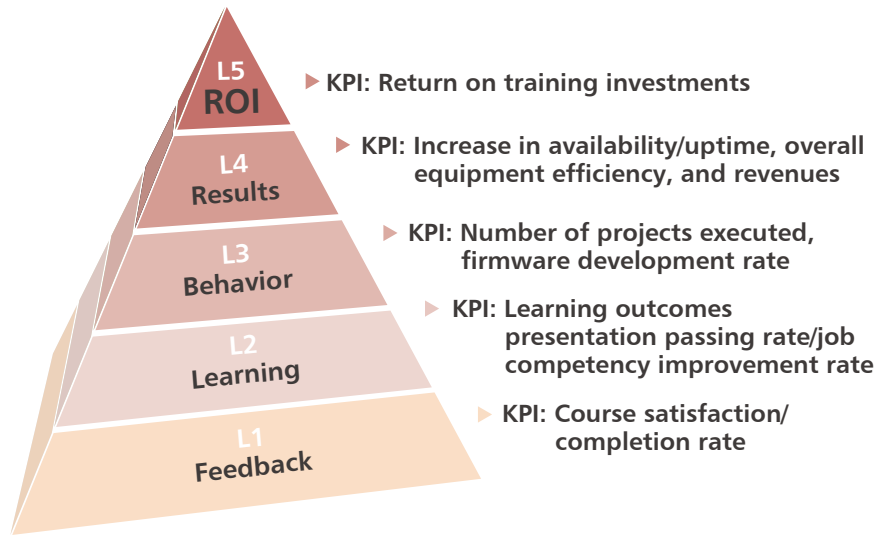 L5
ROI
KPI: Return on training investments
L4
Results
KPI: Increase in availability/uptime, overall
equipment efficiency, and revenues
L3
Behavior
KPI: Number of projects executed,
firmware development rate
L2
Learning
KPI: Learning outcomes
presentation passing rate/job
competency improvement rate
L1
Feedback
KPI: Course satisfaction/
completion rate